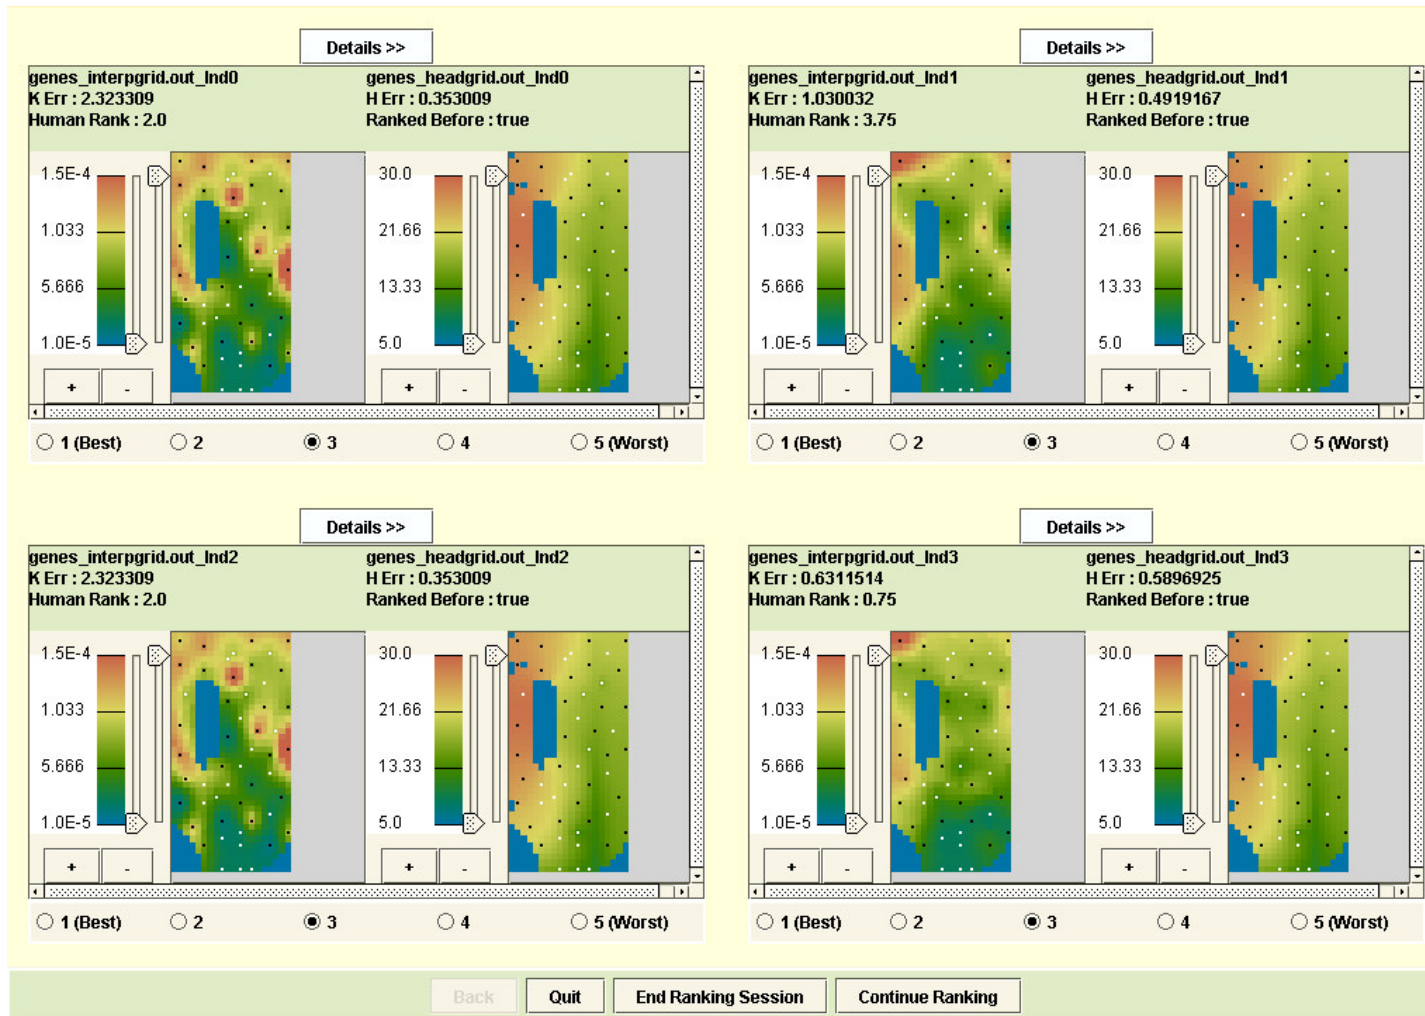 Details >>
genes_interpgrid.out_Ind0 genes_headgrid.out_Ind0
K Err : 2.323309 H Err : 0.353009
Human Rank : 2.0 Ranked Before : true
1.5E-4 30.0
1.033 21.66
5.666 13.33
1.0E-5 5.0
+ - + -
1 (Best) 2 3 4 5 (Worst)
Details >>
genes_interpgrid.out_Ind1 genes_headgrid.out_Ind1
K Err : 1.030032 H Err : 0.4919167
Human Rank : 3.75 Ranked Before : true
1.5E-4 30.0
1.033 21.66
5.666 13.33
1.0E-5 5.0
+ - + -
1 (Best) 2 3 4 5 (Worst)
Details >>
genes_interpgrid.out_Ind2 genes_headgrid.out_Ind2
K Err : 2.323309 H Err : 0.353009
Human Rank : 2.0 Ranked Before : true
1.5E-4 30.0
1.033 21.66
5.666 13.33
1.0E-5 5.0
+ - + -
1 (Best) 2 3 4 5 (Worst)
Details >>
genes_interpgrid.out_Ind3 genes_headgrid.out_Ind3
K Err : 0.6311514 H Err : 0.5896925
Human Rank : 0.75 Ranked Before : true
1.5E-4 30.0
1.033 21.66
5.666 13.33
1.0E-5 5.0
+ - + -
1 (Best) 2 3 4 5 (Worst)
Back Quit End Ranking Session Continue Ranking